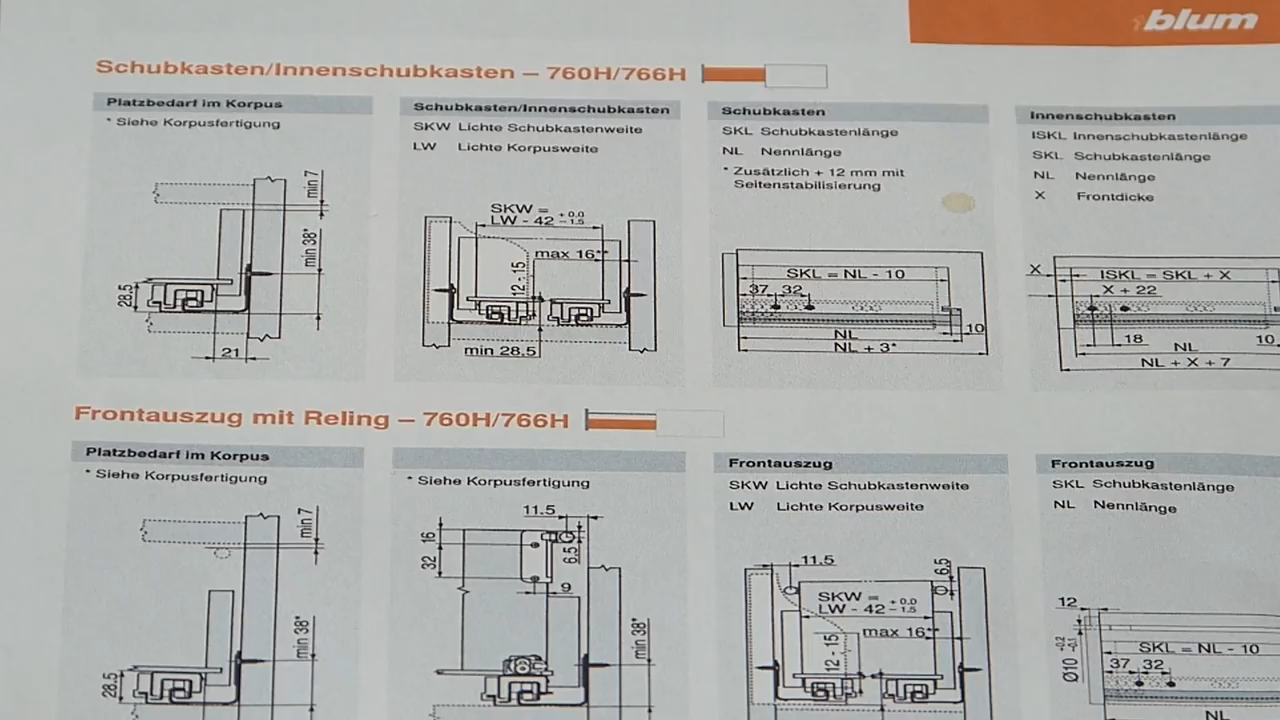 blum
Schubkasten/Innenschubkasten – 760H/766H
Platzbedarf im Korpus
* Siehe Korpusfertigung
min 7
min 38*
28.5
21
Schubkasten/Innenschubkasten
SKW Lichte Schubkastenweite
LW Lichte Korpusweite
SKW =
LW - 42 +0.0 -1.5
max 16**
12 - 15
min 28.5
Schubkasten
SKL Schubkastenlänge
NL Nennlänge
* Zusätzlich + 12 mm mit
Seitenstabilisierung
SKL = NL - 10
37 32
10
NL
NL + 3*
Innenschubkasten
ISKL Innenschubkastenlänge
SKL Schubkastenlänge
NL Nennlänge
X Frontdicke
X
ISKL = SKL + X
X + 22
18
10
NL
NL + X + 7
Frontauszug mit Reling – 760H/766H
Platzbedarf im Korpus
* Siehe Korpusfertigung
min 7
min 38*
28.5
* Siehe Korpusfertigung
11.5
16
32
6.5
9
min 38*
Frontauszug
SKW Lichte Schubkastenweite
LW Lichte Korpusweite
11.5
6.5
SKW =
LW - 42 +0.0 -1.5
max 16**
12 - 15
Frontauszug
SKL Schubkastenlänge
NL Nennlänge
12
Ø10 -0.2 -0.1
SKL = NL - 10
37 32
NL